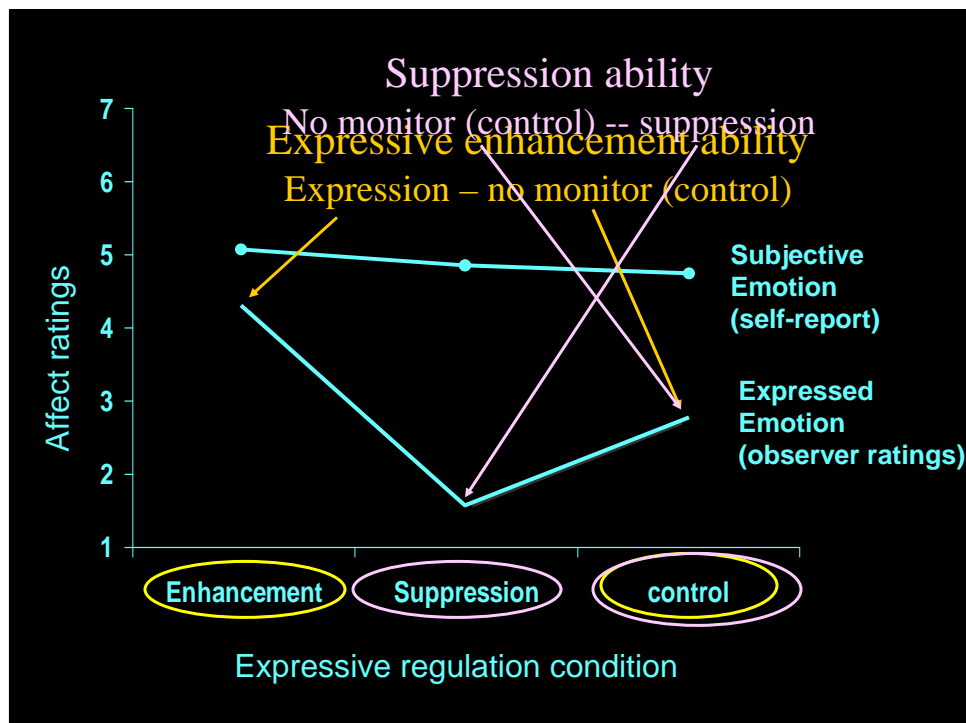 Suppression ability
No monitor (control) -- suppression
Expressive enhancement ability
Expression – no monitor (control)
7
6
5
4
3
2
1
Affect ratings
Subjective
Emotion
(self-report)
Expressed
Emotion
(observer ratings)
Enhancement
Suppression
control
Expressive regulation condition